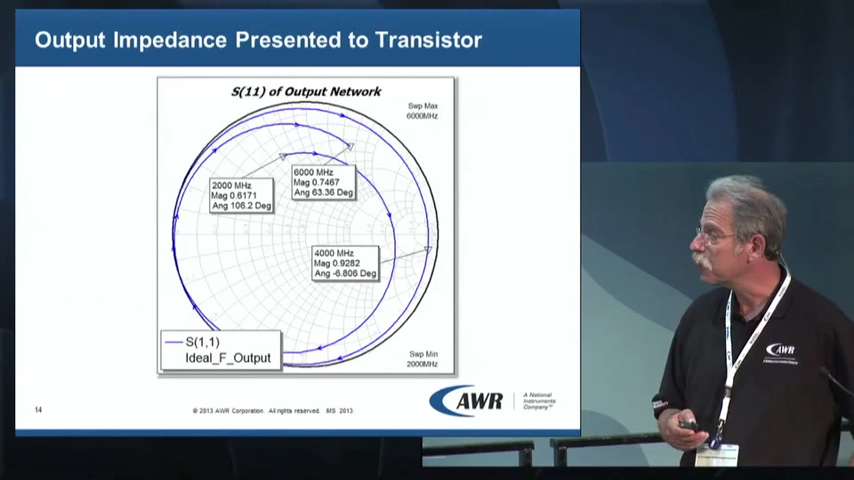 Output Impedance Presented to Transistor
S(11) of Output Network
Swp Max
6000MHz
6000 MHz
Mag 0.7467
Ang 63.36 Deg
2000 MHz
Mag 0.6171
Ang 106.2 Deg
4000 MHz
Mag 0.9282
Ang -6.806 Deg
S(1,1)
Ideal_F_Output
Swp Min
2000MHz
14
© 2013 AWR Corporation. All rights reserved. IMS 2013
AWR
A National
Instruments
Company™
AWR